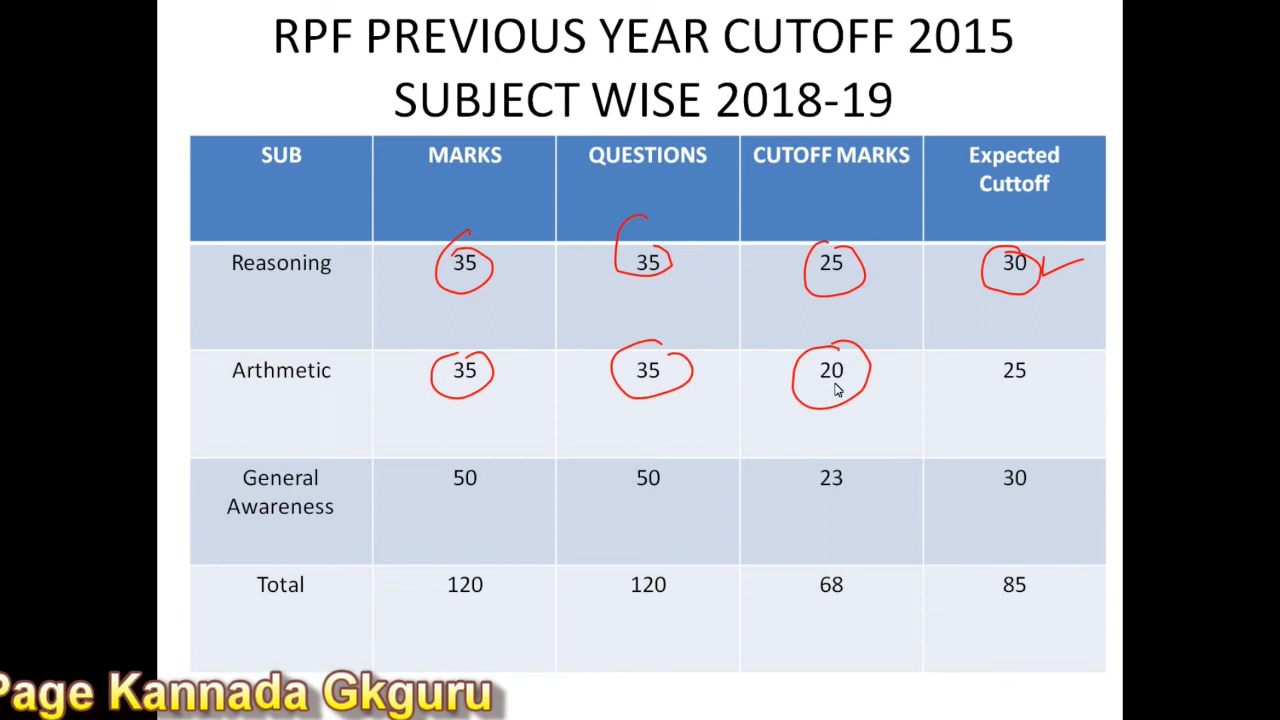 RPF PREVIOUS YEAR CUTOFF 2015
SUBJECT WISE 2018-19
SUB MARKS QUESTIONS CUTOFF MARKS Expected
Cuttoff
Reasoning 35 35 25 30
Arthmetic 35 35 20 25
General
Awareness 50 50 23 30
Total 120 120 68 85
Page Kannada Gkguru